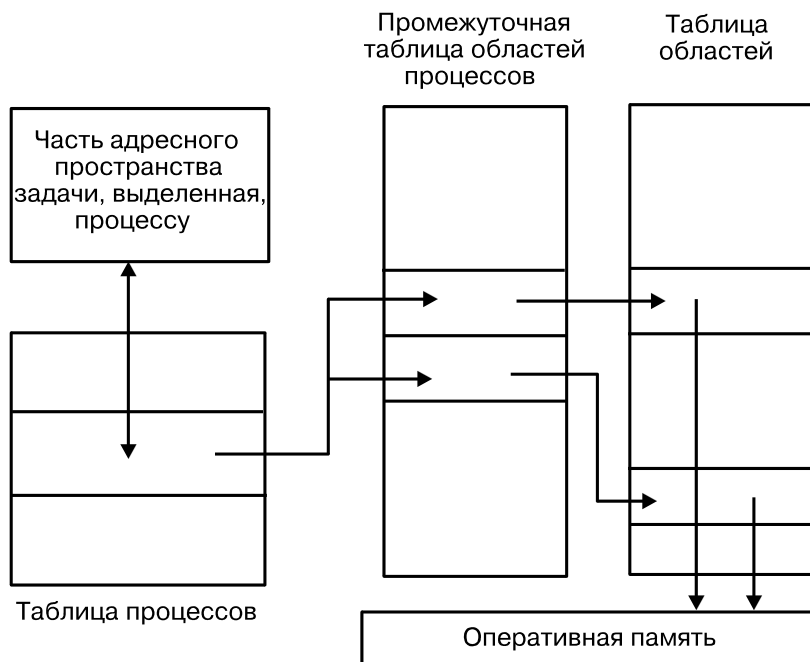 Промежуточная
таблица областей
процессов
Таблица
областей
Часть адресного
пространства
задачи, выделенная,
процессу
Таблица процессов
Оперативная память